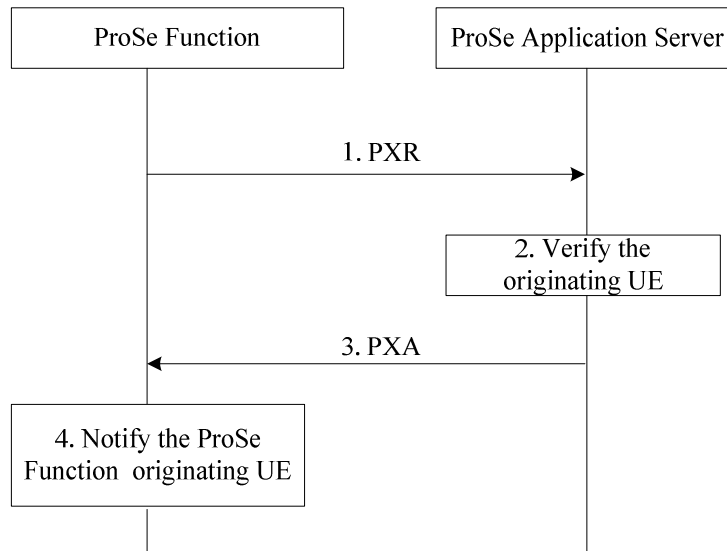 ProSe Function
ProSe Application Server
1. PXR
2. Verify the
originating UE
3. PXA
4. Notify the ProSe
Function originating UE